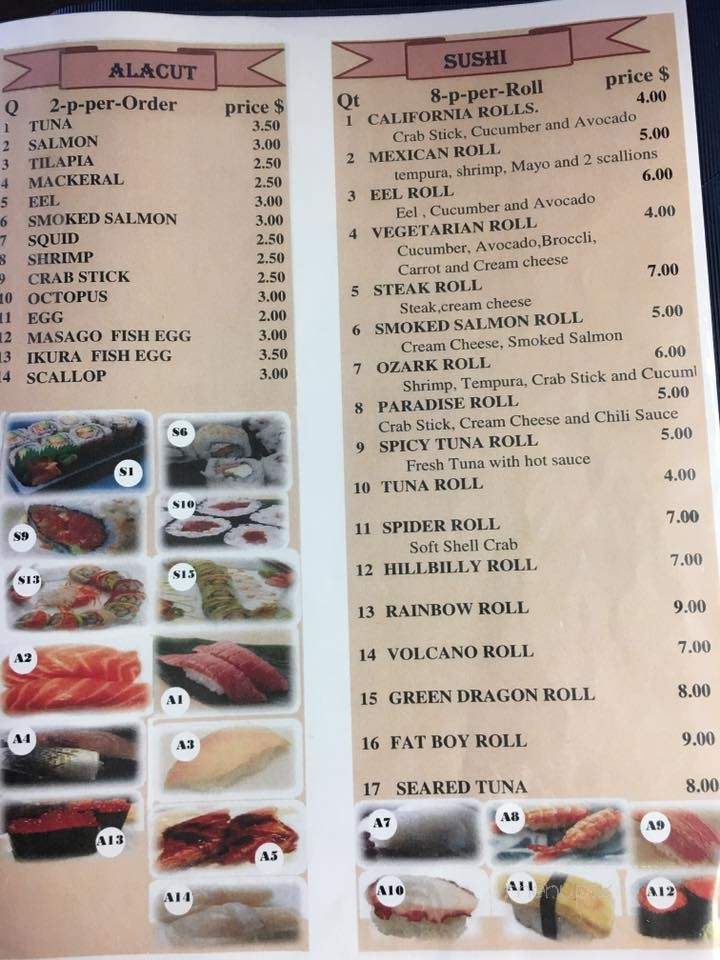 ALACUT
Q 2-p-per-Order price $
1 TUNA 3.50
2 SALMON 3.00
3 TILAPIA 2.50
4 MACKERAL 2.50
5 EEL 3.00
6 SMOKED SALMON 3.00
7 SQUID 2.50
8 SHRIMP 2.50
9 CRAB STICK 2.50
10 OCTOPUS 3.00
11 EGG 2.00
12 MASAGO FISH EGG 3.00
13 IKURA FISH EGG 3.50
14 SCALLOP 3.00
S1
S6
S9
S10
S13
S15
A2
A1
A4
A3
A13
A5
A14
SUSHI
Qt 8-p-per-Roll price $
1 CALIFORNIA ROLLS. 4.00
Crab Stick, Cucumber and Avocado
2 MEXICAN ROLL 5.00
tempura, shrimp, Mayo and 2 scallions
3 EEL ROLL 6.00
Eel , Cucumber and Avocado
4 VEGETARIAN ROLL 4.00
Cucumber, Avocado,Broccli,
Carrot and Cream cheese
5 STEAK ROLL 7.00
Steak,cream cheese
6 SMOKED SALMON ROLL 5.00
Cream Cheese, Smoked Salmon
7 OZARK ROLL 6.00
Shrimp, Tempura, Crab Stick and Cucuml
8 PARADISE ROLL 5.00
Crab Stick, Cream Cheese and Chili Sauce
9 SPICY TUNA ROLL 5.00
Fresh Tuna with hot sauce
10 TUNA ROLL 4.00
11 SPIDER ROLL 7.00
Soft Shell Crab
12 HILLBILLY ROLL 7.00
13 RAINBOW ROLL 9.00
14 VOLCANO ROLL 7.00
15 GREEN DRAGON ROLL 8.00
16 FAT BOY ROLL 9.00
17 SEARED TUNA 8.00
A7
A8
A9
A10
A11
A12